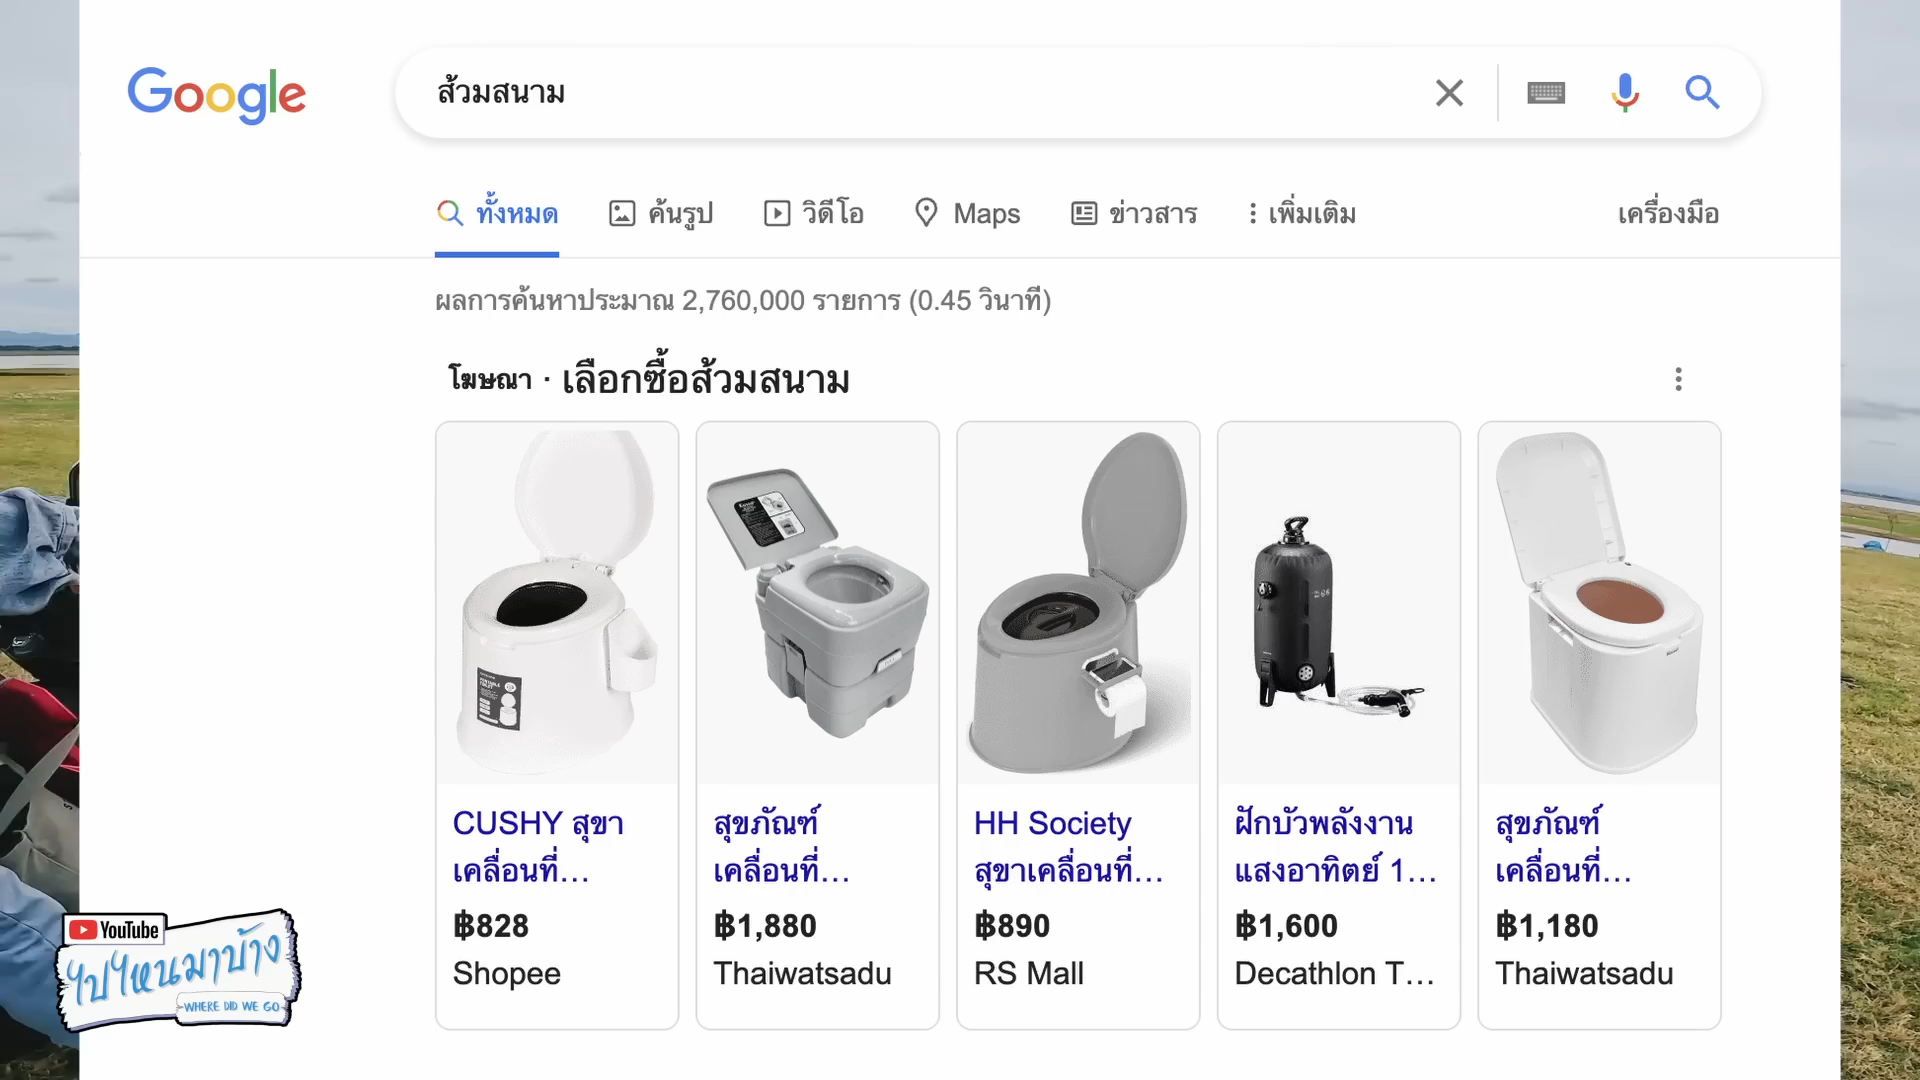 Google
ส้วมสนาม
ทั้งหมด
ค้นรูป
วิดีโอ
Maps
ข่าวสาร
เพิ่มเติม
เครื่องมือ
ผลการค้นหาประมาณ 2,760,000 รายการ (0.45 วินาที)
โฆษณา · เลือกซื้อส้วมสนาม
CUSHY สุขา
เคลื่อนที่...
฿828
Shopee
สุขภัณฑ์
เคลื่อนที่...
฿1,880
Thaiwatsadu
HH Society
สุขาเคลื่อนที่...
฿890
RS Mall
ฝักบัวพลังงาน
แสงอาทิตย์ 1...
฿1,600
Decathlon T...
สุขภัณฑ์
เคลื่อนที่...
฿1,180
Thaiwatsadu
YouTube
ไปไหนมาบ้าง
WHERE DID WE GO